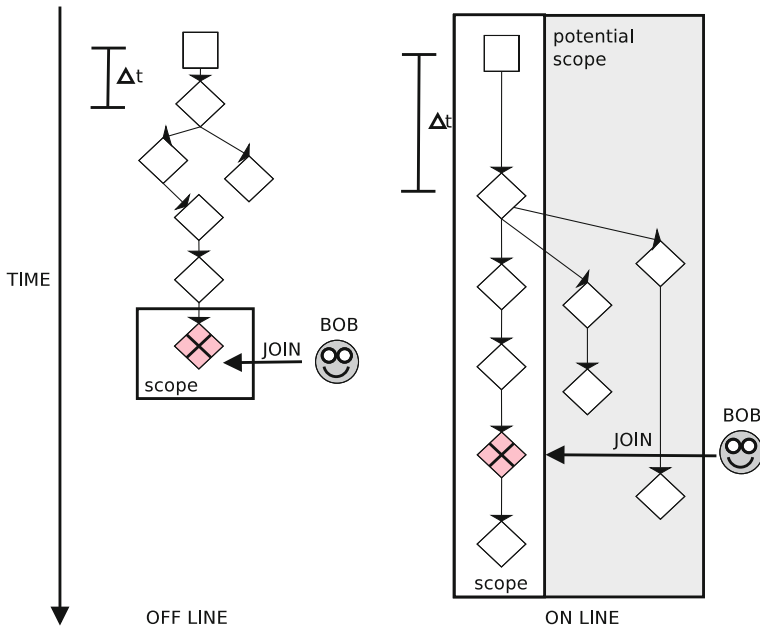 Δt
potential
scope
Δt
TIME
BOB
JOIN
scope
BOB
JOIN
scope
OFF LINE
ON LINE